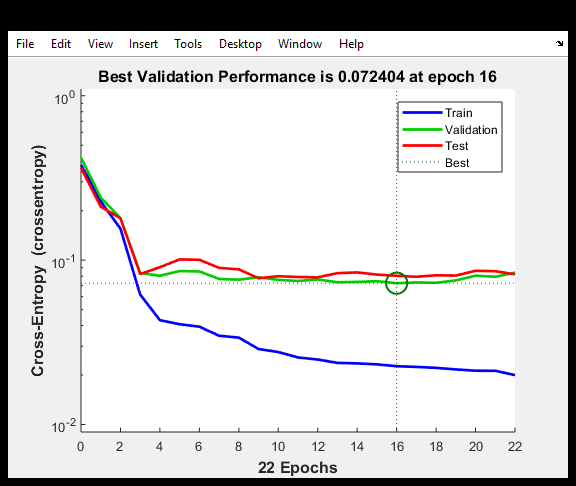 File Edit View Insert Tools Desktop Window Help
Best Validation Performance is 0.072404 at epoch 16
Cross-Entropy (crossentropy)
10^0
10^-1
10^-2
Train
Validation
Test
Best
0 2 4 6 8 10 12 14 16 18 20 22
22 Epochs